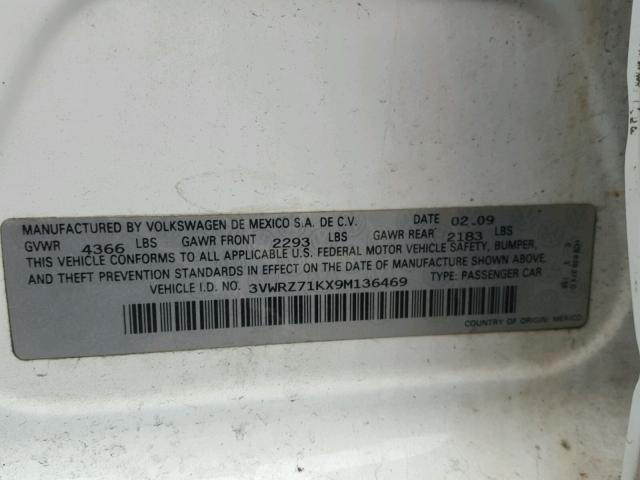 MANUFACTURED BY VOLKSWAGEN DE MEXICO S.A. DE C.V. DATE 02.09
GVWR 4366 LBS GAWR FRONT 2293 LBS GAWR REAR 2183 LBS
THIS VEHICLE CONFORMS TO ALL APPLICABLE U.S. FEDERAL MOTOR VEHICLE SAFETY, BUMPER,
AND THEFT PREVENTION STANDARDS IN EFFECT ON THE DATE OF MANUFACTURE SHOWN ABOVE.
VEHICLE I.D. NO. 3VWRZ71KX9M136469 TYPE: PASSENGER CAR
COUNTRY OF ORIGIN: MEXICO